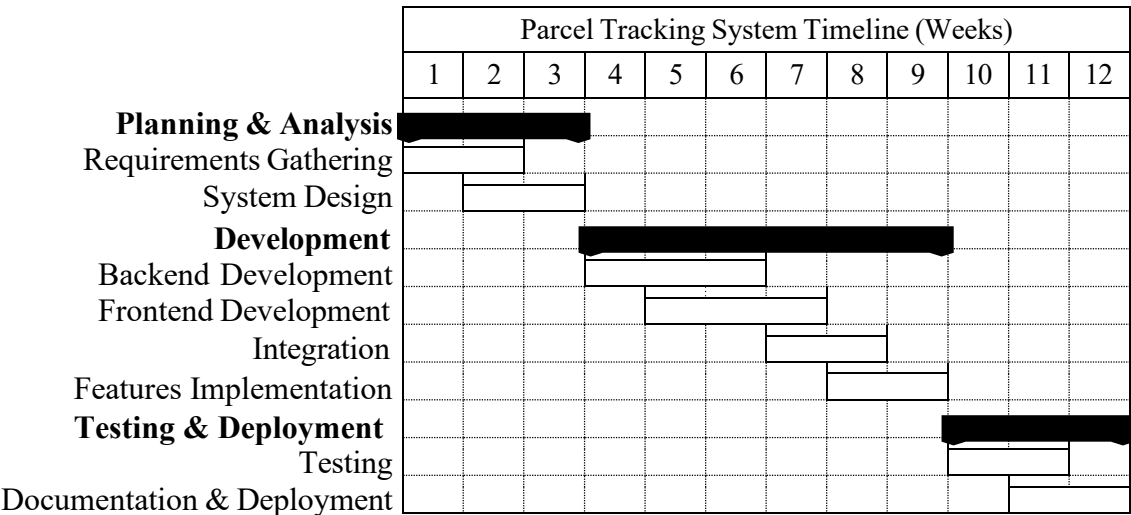 Parcel Tracking System Timeline (Weeks)
1 2 3 4 5 6 7 8 9 10 11 12
Planning & Analysis
Requirements Gathering
System Design
Development
Backend Development
Frontend Development
Integration
Features Implementation
Testing & Deployment
Testing
Documentation & Deployment